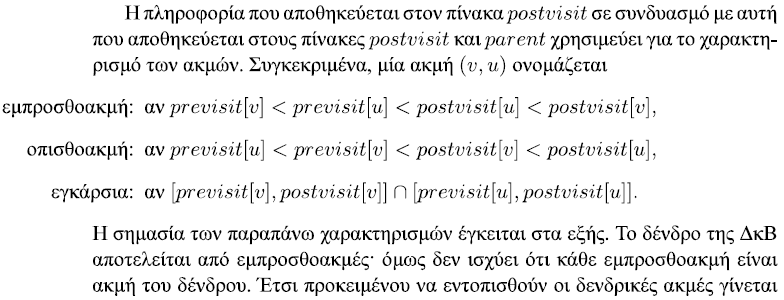 Η πληροφορία που αποθηκεύεται στον πίνακα postvisit σε συνδυασμό με αυτή
που αποθηκεύεται στους πίνακες postvisit και parent χρησιμεύει για το χαρακτη-
ρισμό των ακμών. Συγκεκριμένα, μία ακμή (v, u) ονομάζεται
εμπροσθοακμή: αν previsit[v] < previsit[u] < postvisit[u] < postvisit[v],
οπισθοακμή: αν previsit[u] < previsit[v] < postvisit[v] < postvisit[u],
εγκάρσια: αν [previsit[v], postvisit[v]] ∩ [previsit[u], postvisit[u]].
Η σημασία των παραπάνω χαρακτηρισμών έγκειται στα εξής. Το δένδρο της ΔκΒ
αποτελείται από εμπροσθοακμές· όμως δεν ισχύει ότι κάθε εμπροσθοακμή είναι
ακμή του δένδρου. Έτσι προκειμένου να εντοπισθούν οι δενδρικές ακμές γίνεται